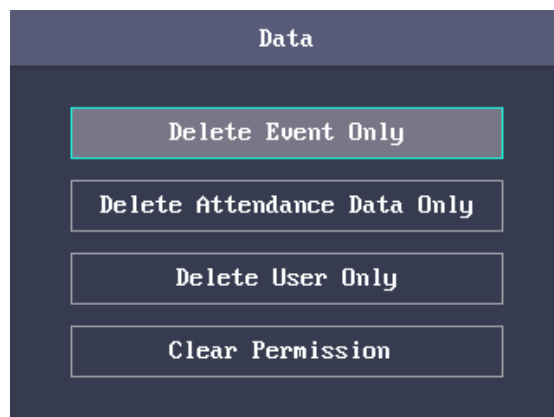 Data
Delete Event Only
Delete Attendance Data Only
Delete User Only
Clear Permission